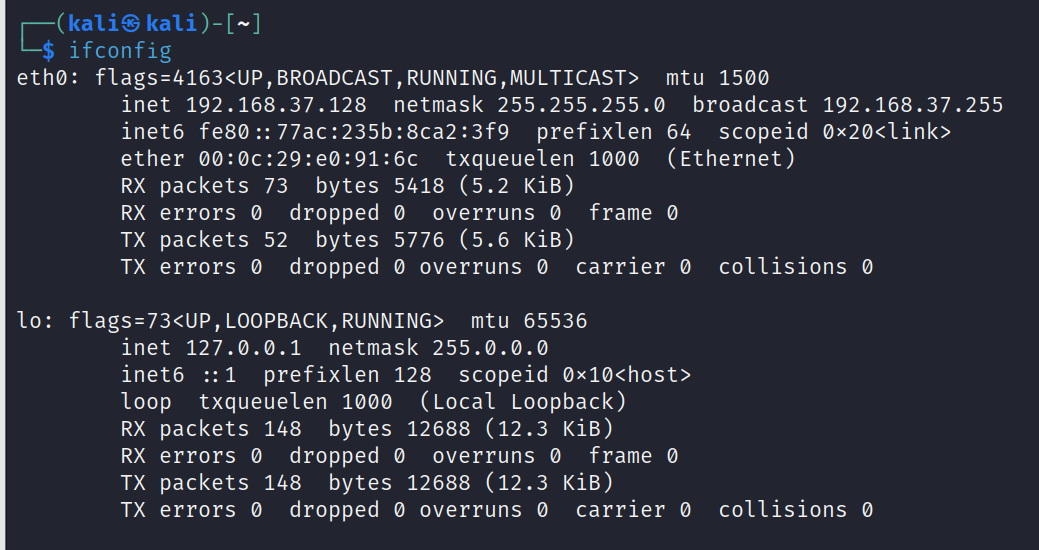 ┌──(kali㉿kali)-[~]
└─$ ifconfig
eth0: flags=4163<UP,BROADCAST,RUNNING,MULTICAST>  mtu 1500
        inet 192.168.37.128  netmask 255.255.255.0  broadcast 192.168.37.255
        inet6 fe80::77ac:235b:8ca2:3f9  prefixlen 64  scopeid 0x20<link>
        ether 00:0c:29:e0:91:6c  txqueuelen 1000  (Ethernet)
        RX packets 73  bytes 5418 (5.2 KiB)
        RX errors 0  dropped 0  overruns 0  frame 0
        TX packets 52  bytes 5776 (5.6 KiB)
        TX errors 0  dropped 0 overruns 0  carrier 0  collisions 0

lo: flags=73<UP,LOOPBACK,RUNNING>  mtu 65536
        inet 127.0.0.1  netmask 255.0.0.0
        inet6 ::1  prefixlen 128  scopeid 0x10<host>
        loop  txqueuelen 1000  (Local Loopback)
        RX packets 148  bytes 12688 (12.3 KiB)
        RX errors 0  dropped 0  overruns 0  frame 0
        TX packets 148  bytes 12688 (12.3 KiB)
        TX errors 0  dropped 0 overruns 0  carrier 0  collisions 0